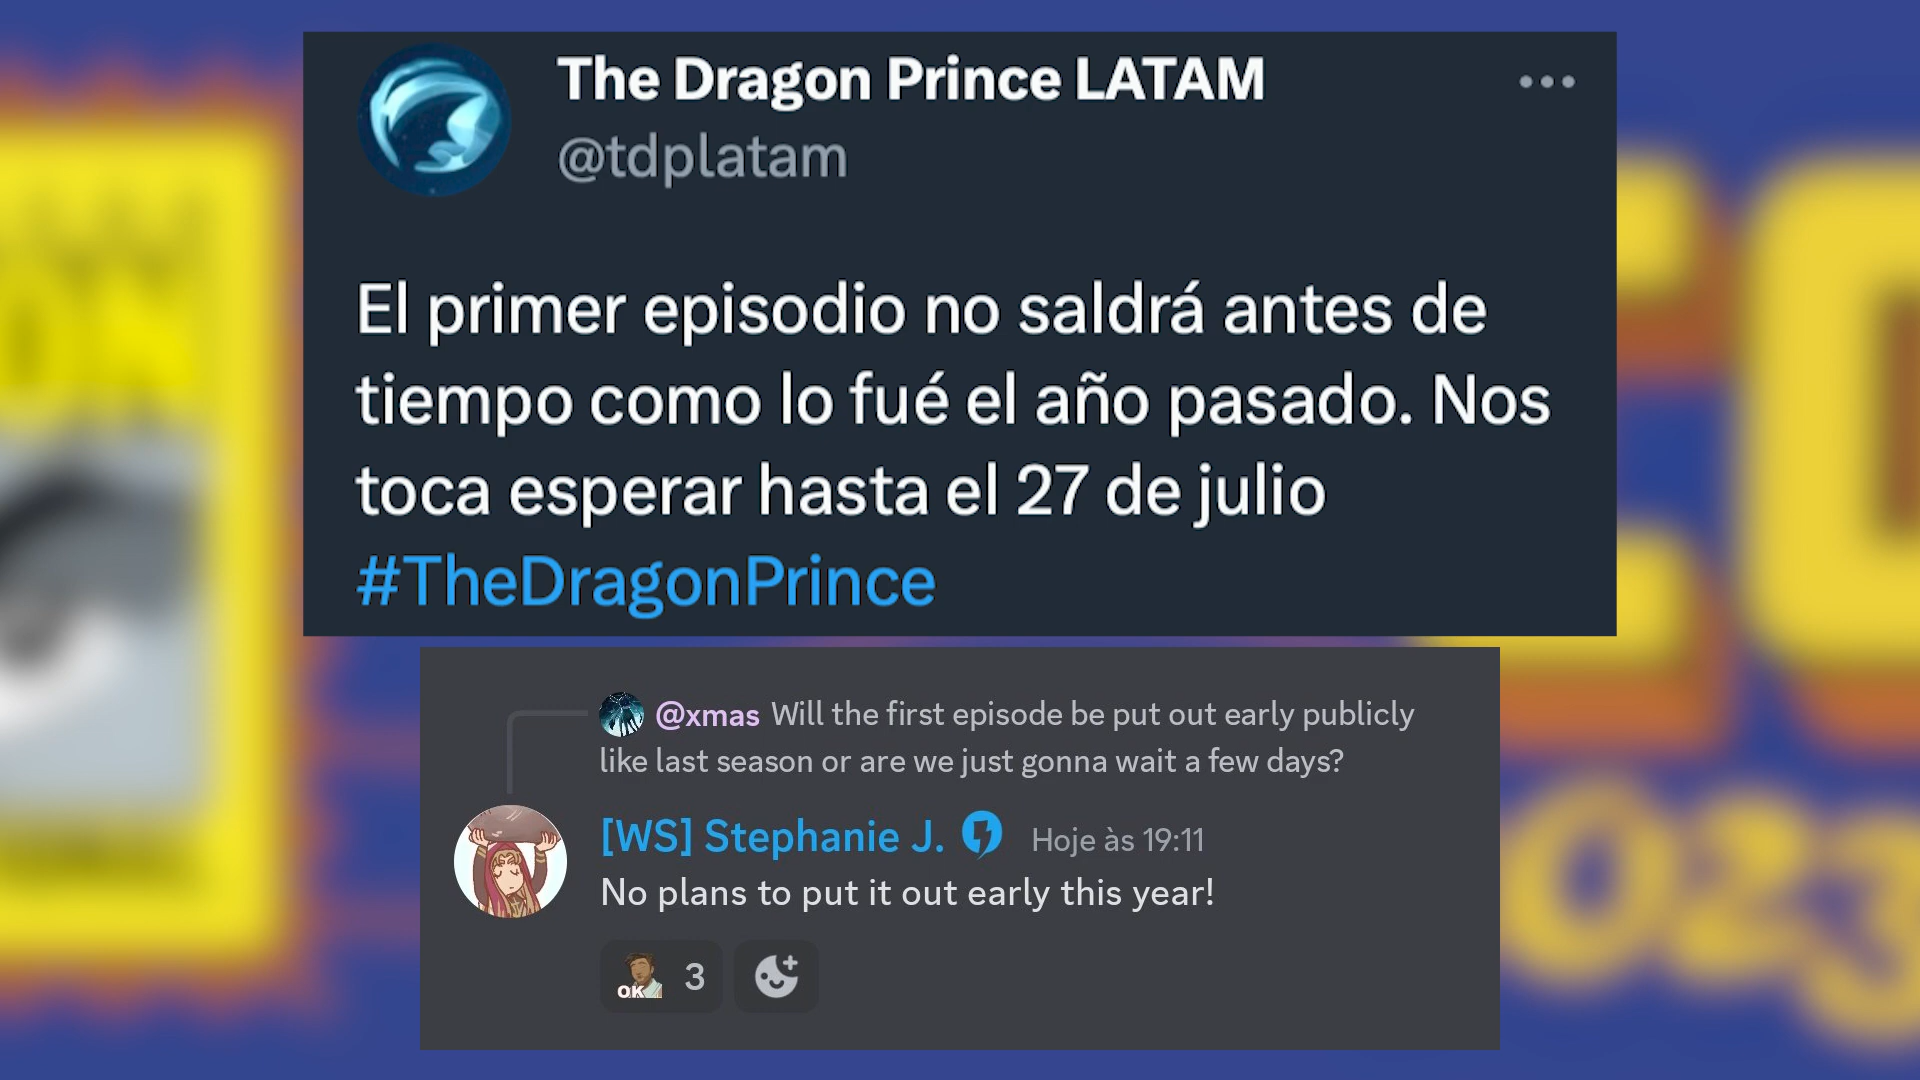 The Dragon Prince LATAM
@tdplatam
El primer episodio no saldrá antes de
tiempo como lo fué el año pasado. Nos
toca esperar hasta el 27 de julio
#TheDragonPrince
@xmas Will the first episode be put out early publicly
like last season or are we just gonna wait a few days?
[WS] Stephanie J. Hoje às 19:11
No plans to put it out early this year!
OK 3